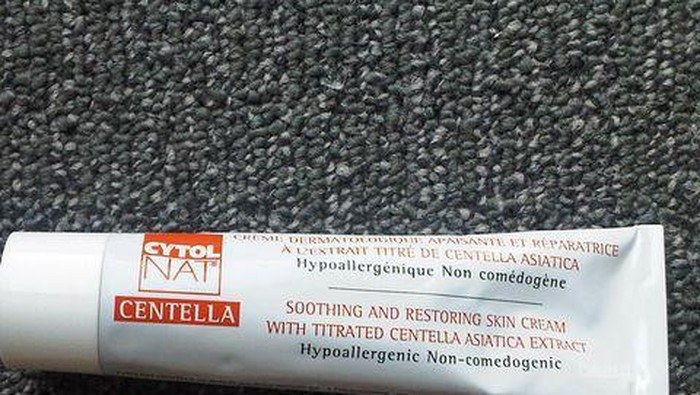 CYTOL
NAT®
CENTELLA
CRÈME DERMATOLOGIQUE APAISANTE ET RÉPARATRICE
À L'EXTRAIT TITRÉ DE CENTELLA ASIATICA
Hypoallergénique Non comédogène
SOOTHING AND RESTORING SKIN CREAM
WITH TITRATED CENTELLA ASIATICA EXTRACT
Hypoallergenic Non-comedogenic